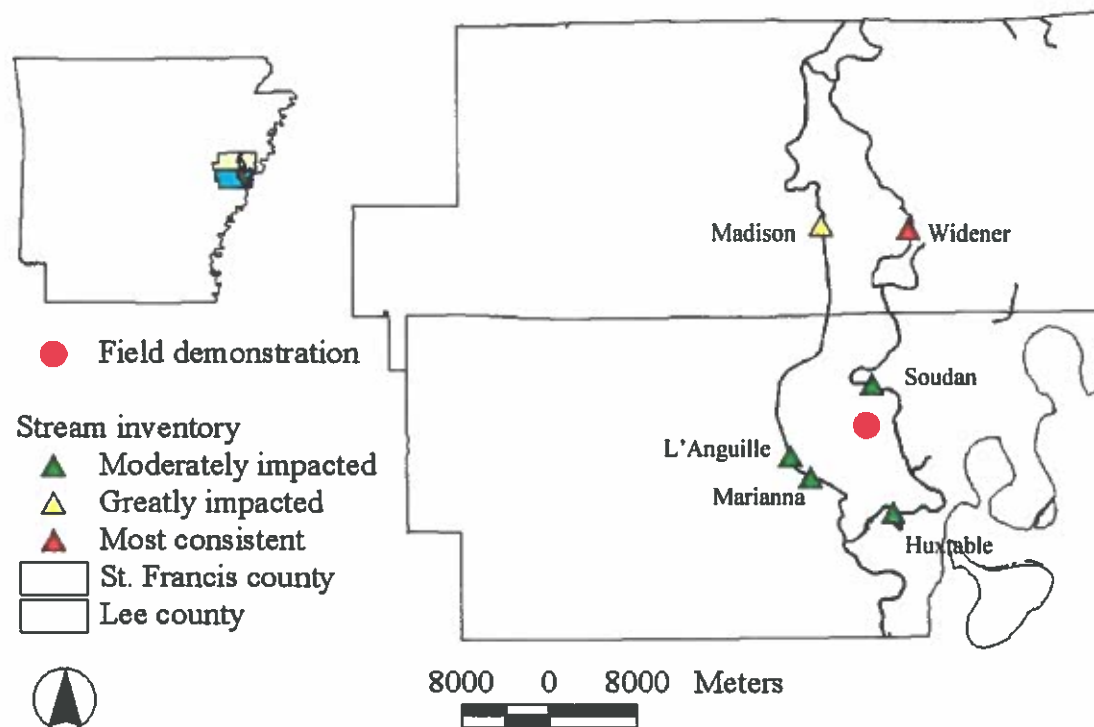 Madison
Widener
Field demonstration
Soudan
Stream inventory
L'Anguille
Moderately impacted
Marianna
Greatly impacted
Most consistent
Huxtable
St. Francis county
Lee county
8000 0 8000 Meters